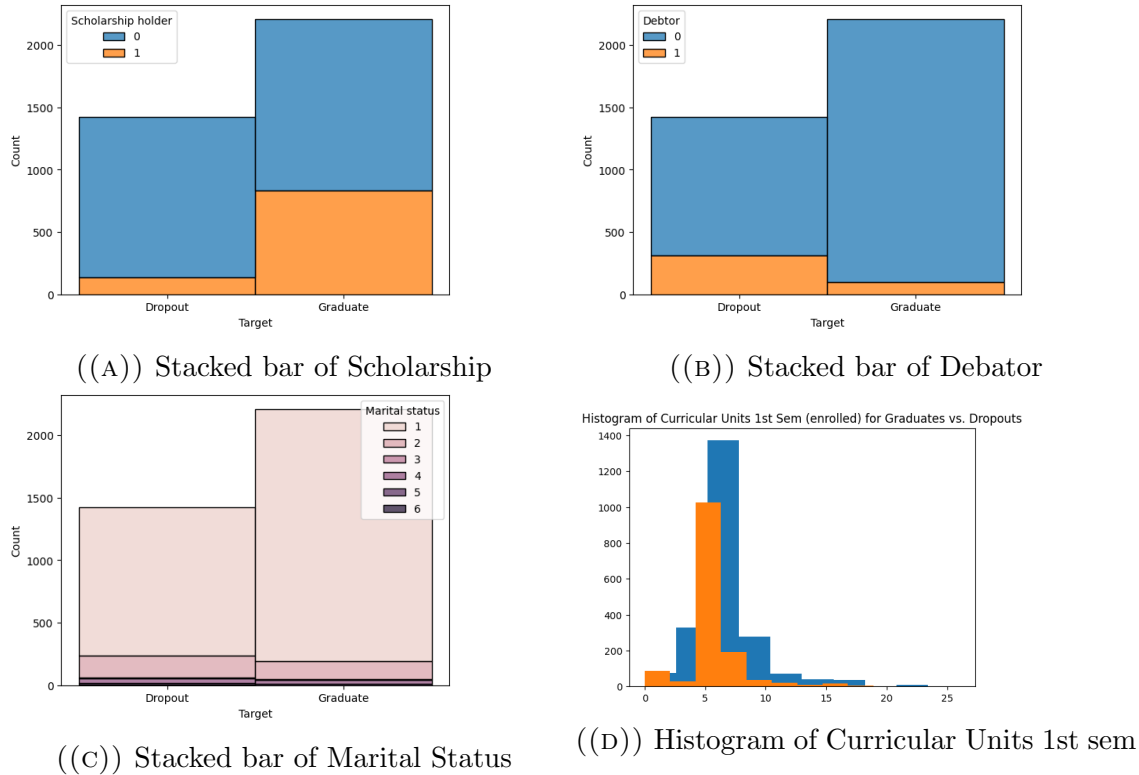 Scholarship holder
0
1
2000
1500
1000
500
0
Count
Dropout
Graduate
Target
((A)) Stacked bar of Scholarship
Debtor
0
1
2000
1500
1000
500
0
Count
Dropout
Graduate
Target
((B)) Stacked bar of Debator
Marital status
1
2
3
4
5
6
2000
1500
1000
500
0
Count
Dropout
Graduate
Target
((C)) Stacked bar of Marital Status
Histogram of Curricular Units 1st Sem (enrolled) for Graduates vs. Dropouts
1400
1200
1000
800
600
400
200
0
0
5
10
15
20
25
((D)) Histogram of Curricular Units 1st sem